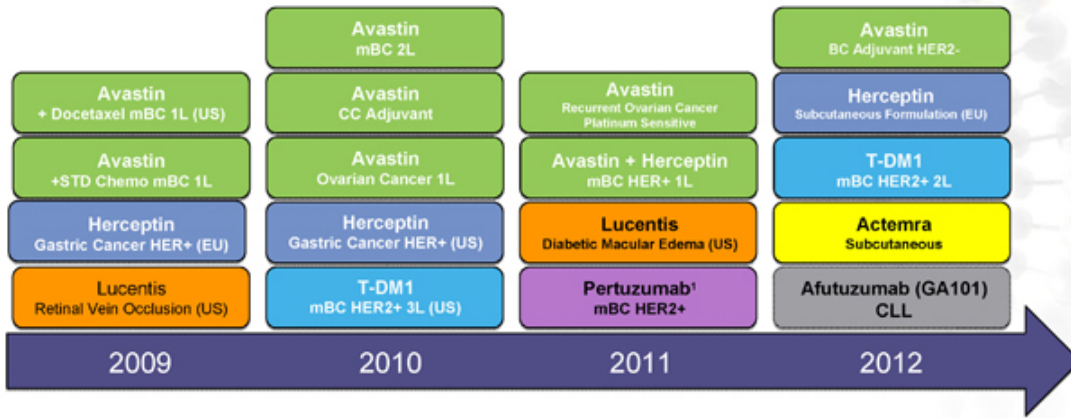 Avastin
+ Docetaxel mBC 1L (US)
Avastin
+STD Chemo mBC 1L
Herceptin
Gastric Cancer HER+ (EU)
Lucentis
Retinal Vein Occlusion (US)
2009
Avastin
mBC 2L
Avastin
CC Adjuvant
Avastin
Ovarian Cancer 1L
Herceptin
Gastric Cancer HER+ (US)
T-DM1
mBC HER2+ 3L (US)
2010
Avastin
Recurrent Ovarian Cancer
Platinum Sensitive
Avastin + Herceptin
mBC HER+ 1L
Lucentis
Diabetic Macular Edema (US)
Pertuzumab¹
mBC HER2+
2011
Avastin
BC Adjuvant HER2-
Herceptin
Subcutaneous Formulation (EU)
T-DM1
mBC HER2+ 2L
Actemra
Subcutaneous
Afutuzumab (GA101)
CLL
2012